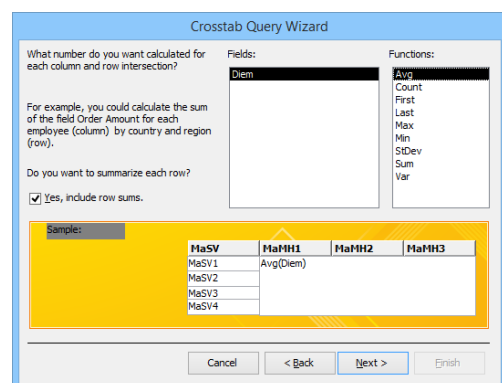 Crosstab Query Wizard
What number do you want calculated for
each column and row intersection?
For example, you could calculate the sum
of the field Order Amount for each
employee (column) by country and region
(row).
Do you want to summarize each row?
Yes, include row sums.
Fields:
Diem
Functions:
Avg
Count
First
Last
Max
Min
StDev
Sum
Var
Sample:
MaSV MaMH1 MaMH2 MaMH3
MaSV1 Avg(Diem)
MaSV2
MaSV3
MaSV4
Cancel < Back Next > Finish